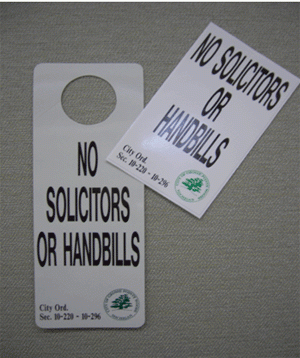 NO
SOLICITORS
OR HANDBILLS
City Ord.
Sec. 10-220 - 10-296
NO SOLICITORS
OR
HANDBILLS
City Ord.
Sec. 10-220 - 10-296